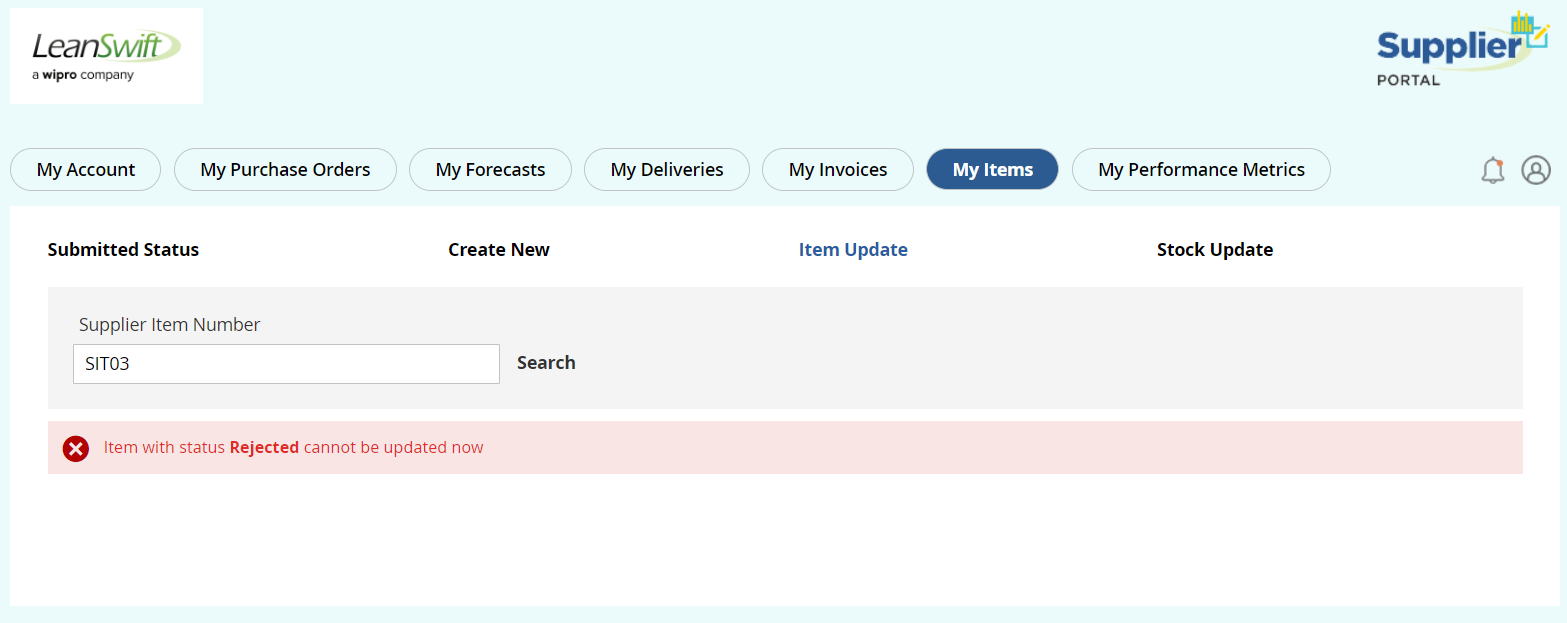 LeanSwift
a wipro company
Supplier
PORTAL
My Account
My Purchase Orders
My Forecasts
My Deliveries
My Invoices
My Items
My Performance Metrics
Submitted Status
Create New
Item Update
Stock Update
Supplier Item Number
SIT03
Search
Item with status Rejected cannot be updated now